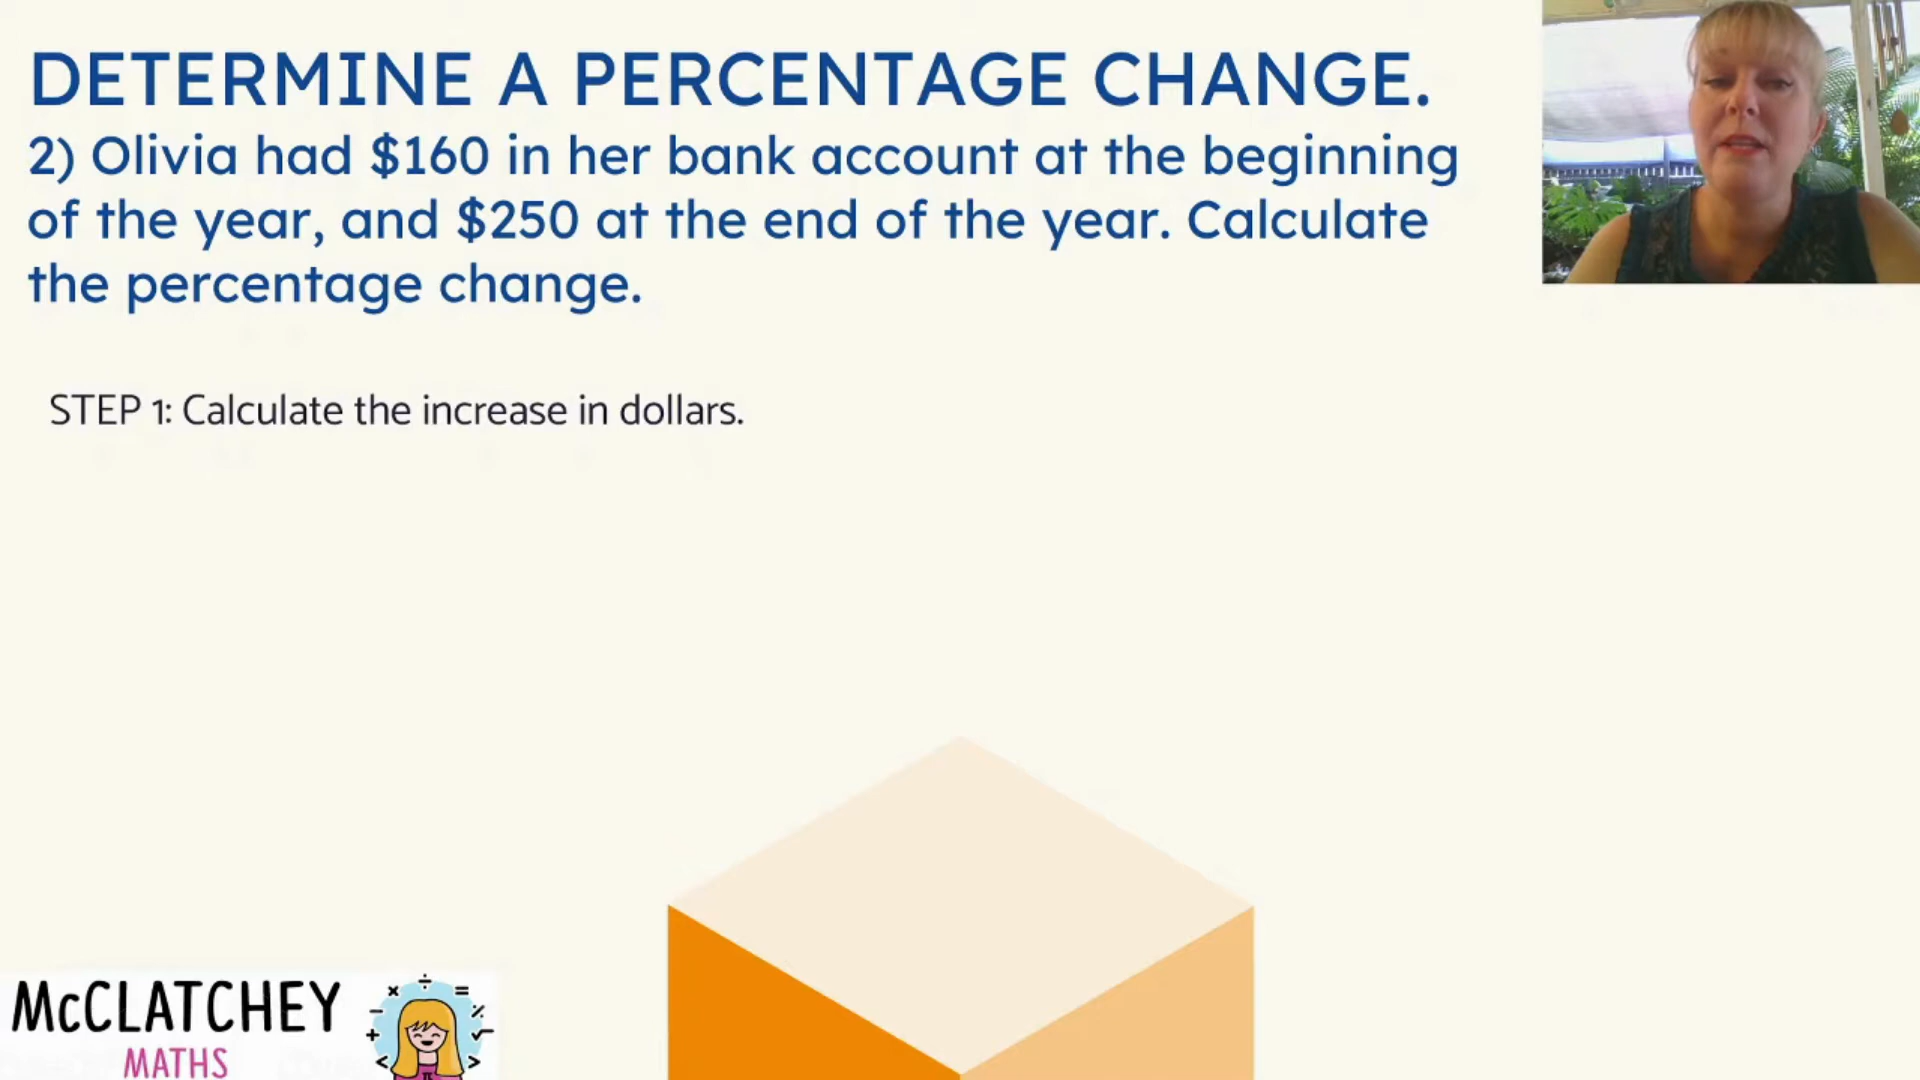 DETERMINE A PERCENTAGE CHANGE.
2) Olivia had $160 in her bank account at the beginning
of the year, and $250 at the end of the year. Calculate
the percentage change.
STEP 1: Calculate the increase in dollars.
McCLATCHEY
MATHS